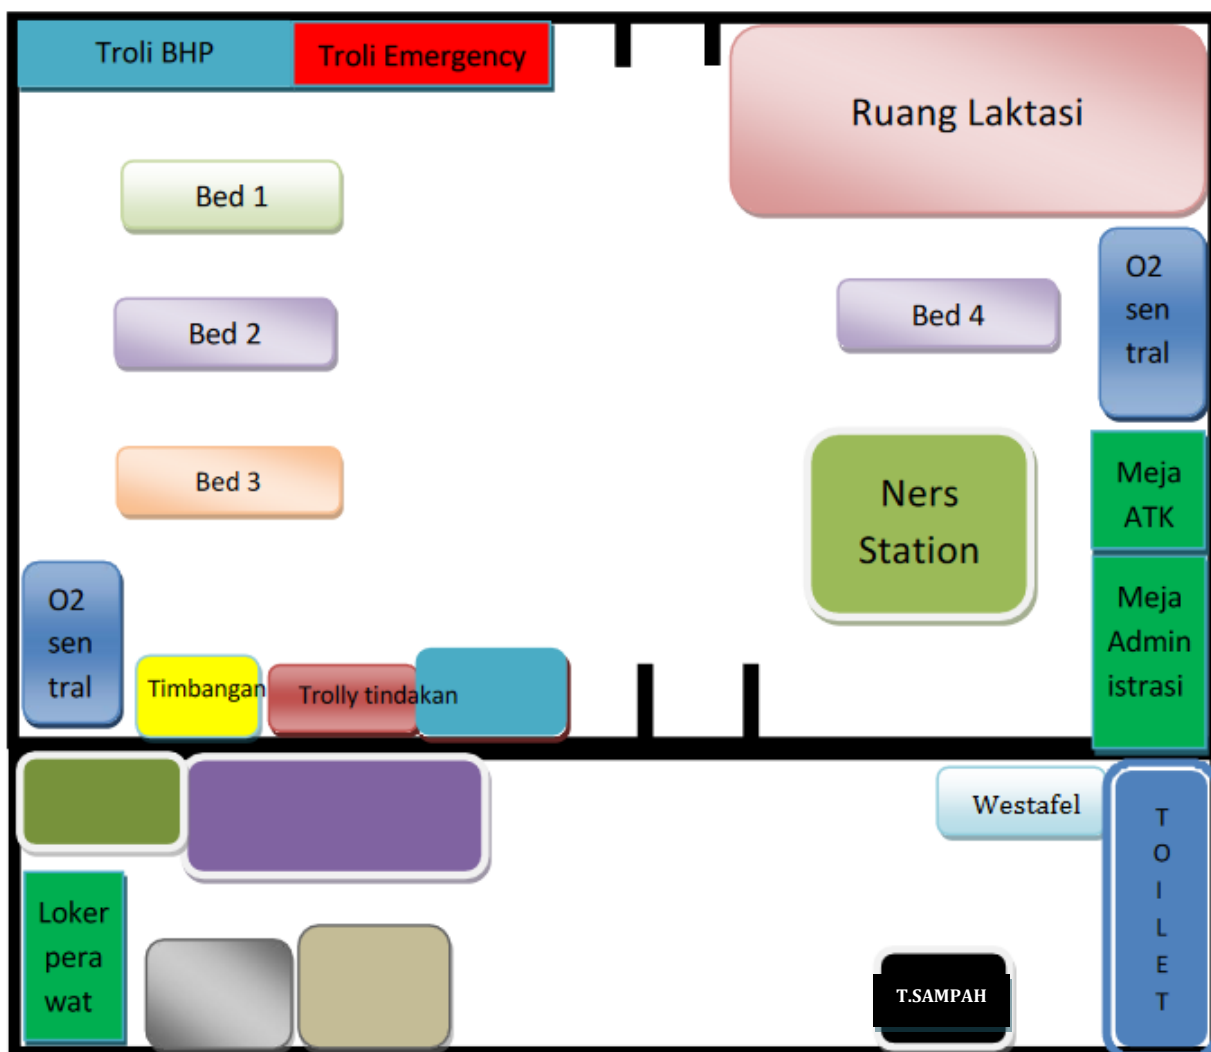 Troli BHP
Troli Emergency
Ruang Laktasi
Bed 1
O2
sen
tral
Bed 2
Bed 4
Bed 3
Ners
Station
Meja
ATK
O2
sen
tral
Meja
Admin
istrasi
Timbangan
Trolly tindakan
Westafel
T
O
I
L
E
T
Loker
pera
wat
T.SAMPAH